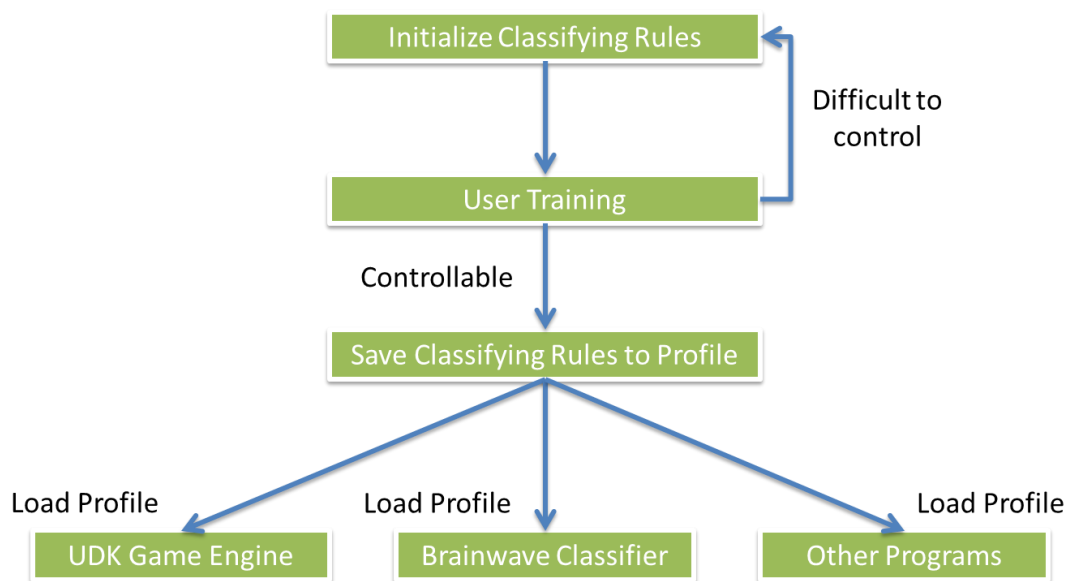 Initialize Classifying Rules
Difficult to
control
User Training
Controllable
Save Classifying Rules to Profile
Load Profile
Load Profile
Load Profile
UDK Game Engine
Brainwave Classifier
Other Programs